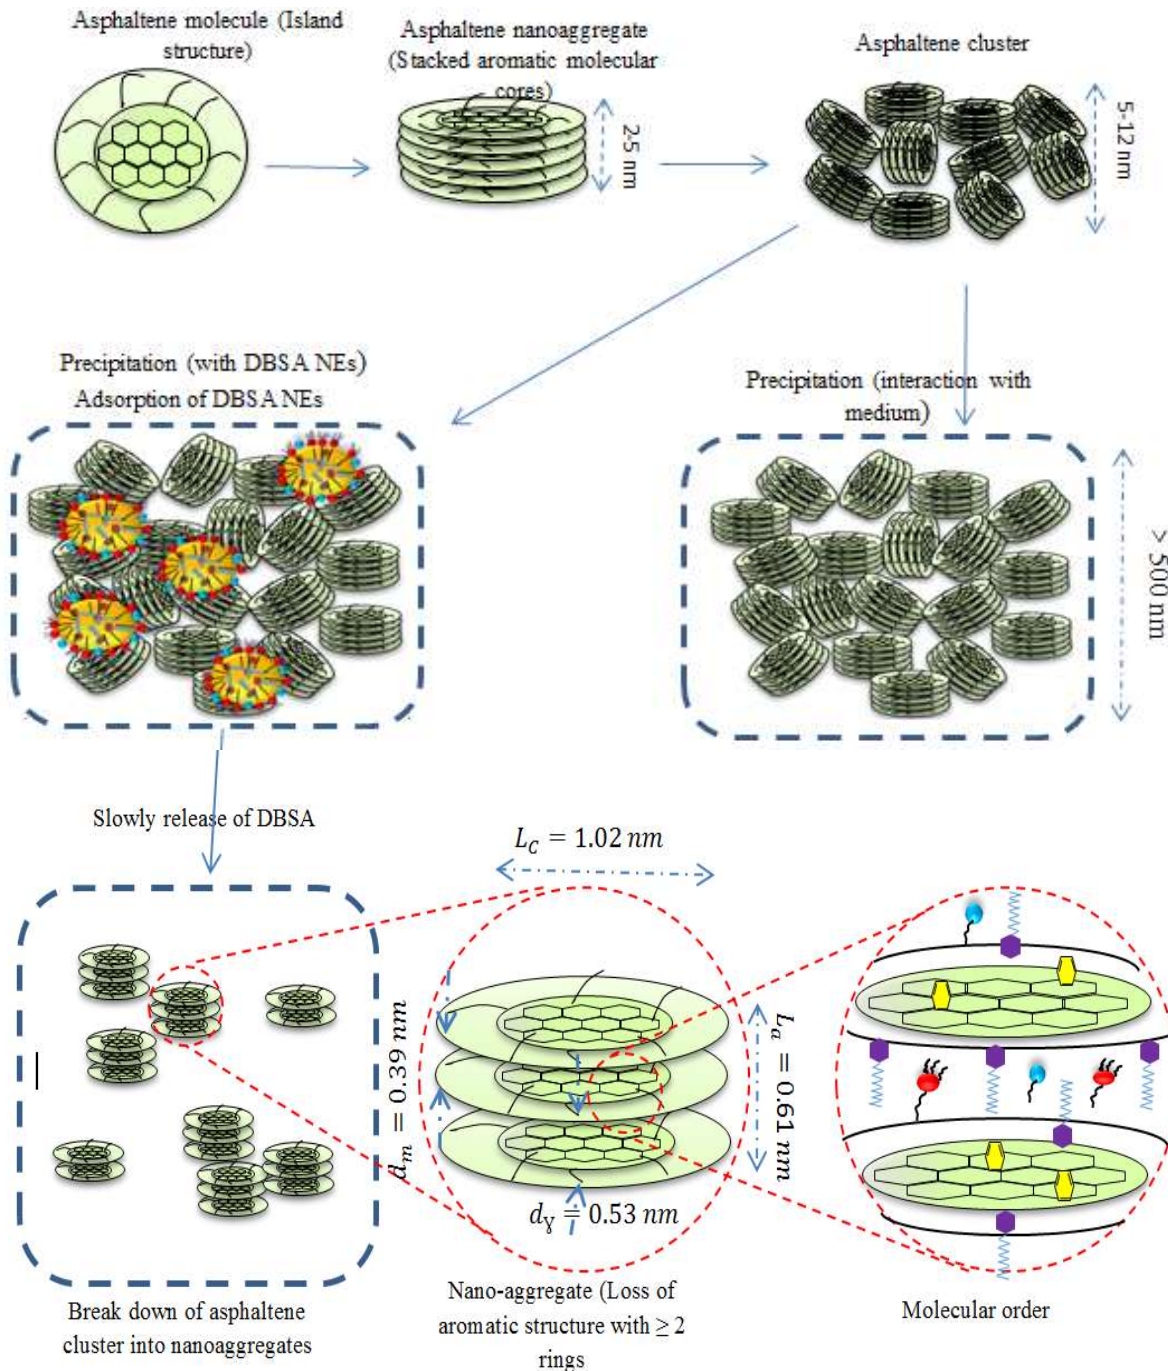 Asphaltene molecule (Island
structure)
Asphaltene nanoaggregate
(Stacked aromatic molecular
cores)
Asphaltene cluster
2-5 nm
5-12 nm
Precipitation (with DBSA NEs)
Adsorption of DBSA NEs
Precipitation (interaction with
medium)
> 500 nm
Slowly release of DBSA
L_C = 1.02 nm
d_m = 0.39 nm
L_a = 0.61 nm
d_γ = 0.53 nm
Break down of asphaltene
cluster into nanoaggregates
Nano-aggregate (Loss of
aromatic structure with ≥ 2
rings
Molecular order